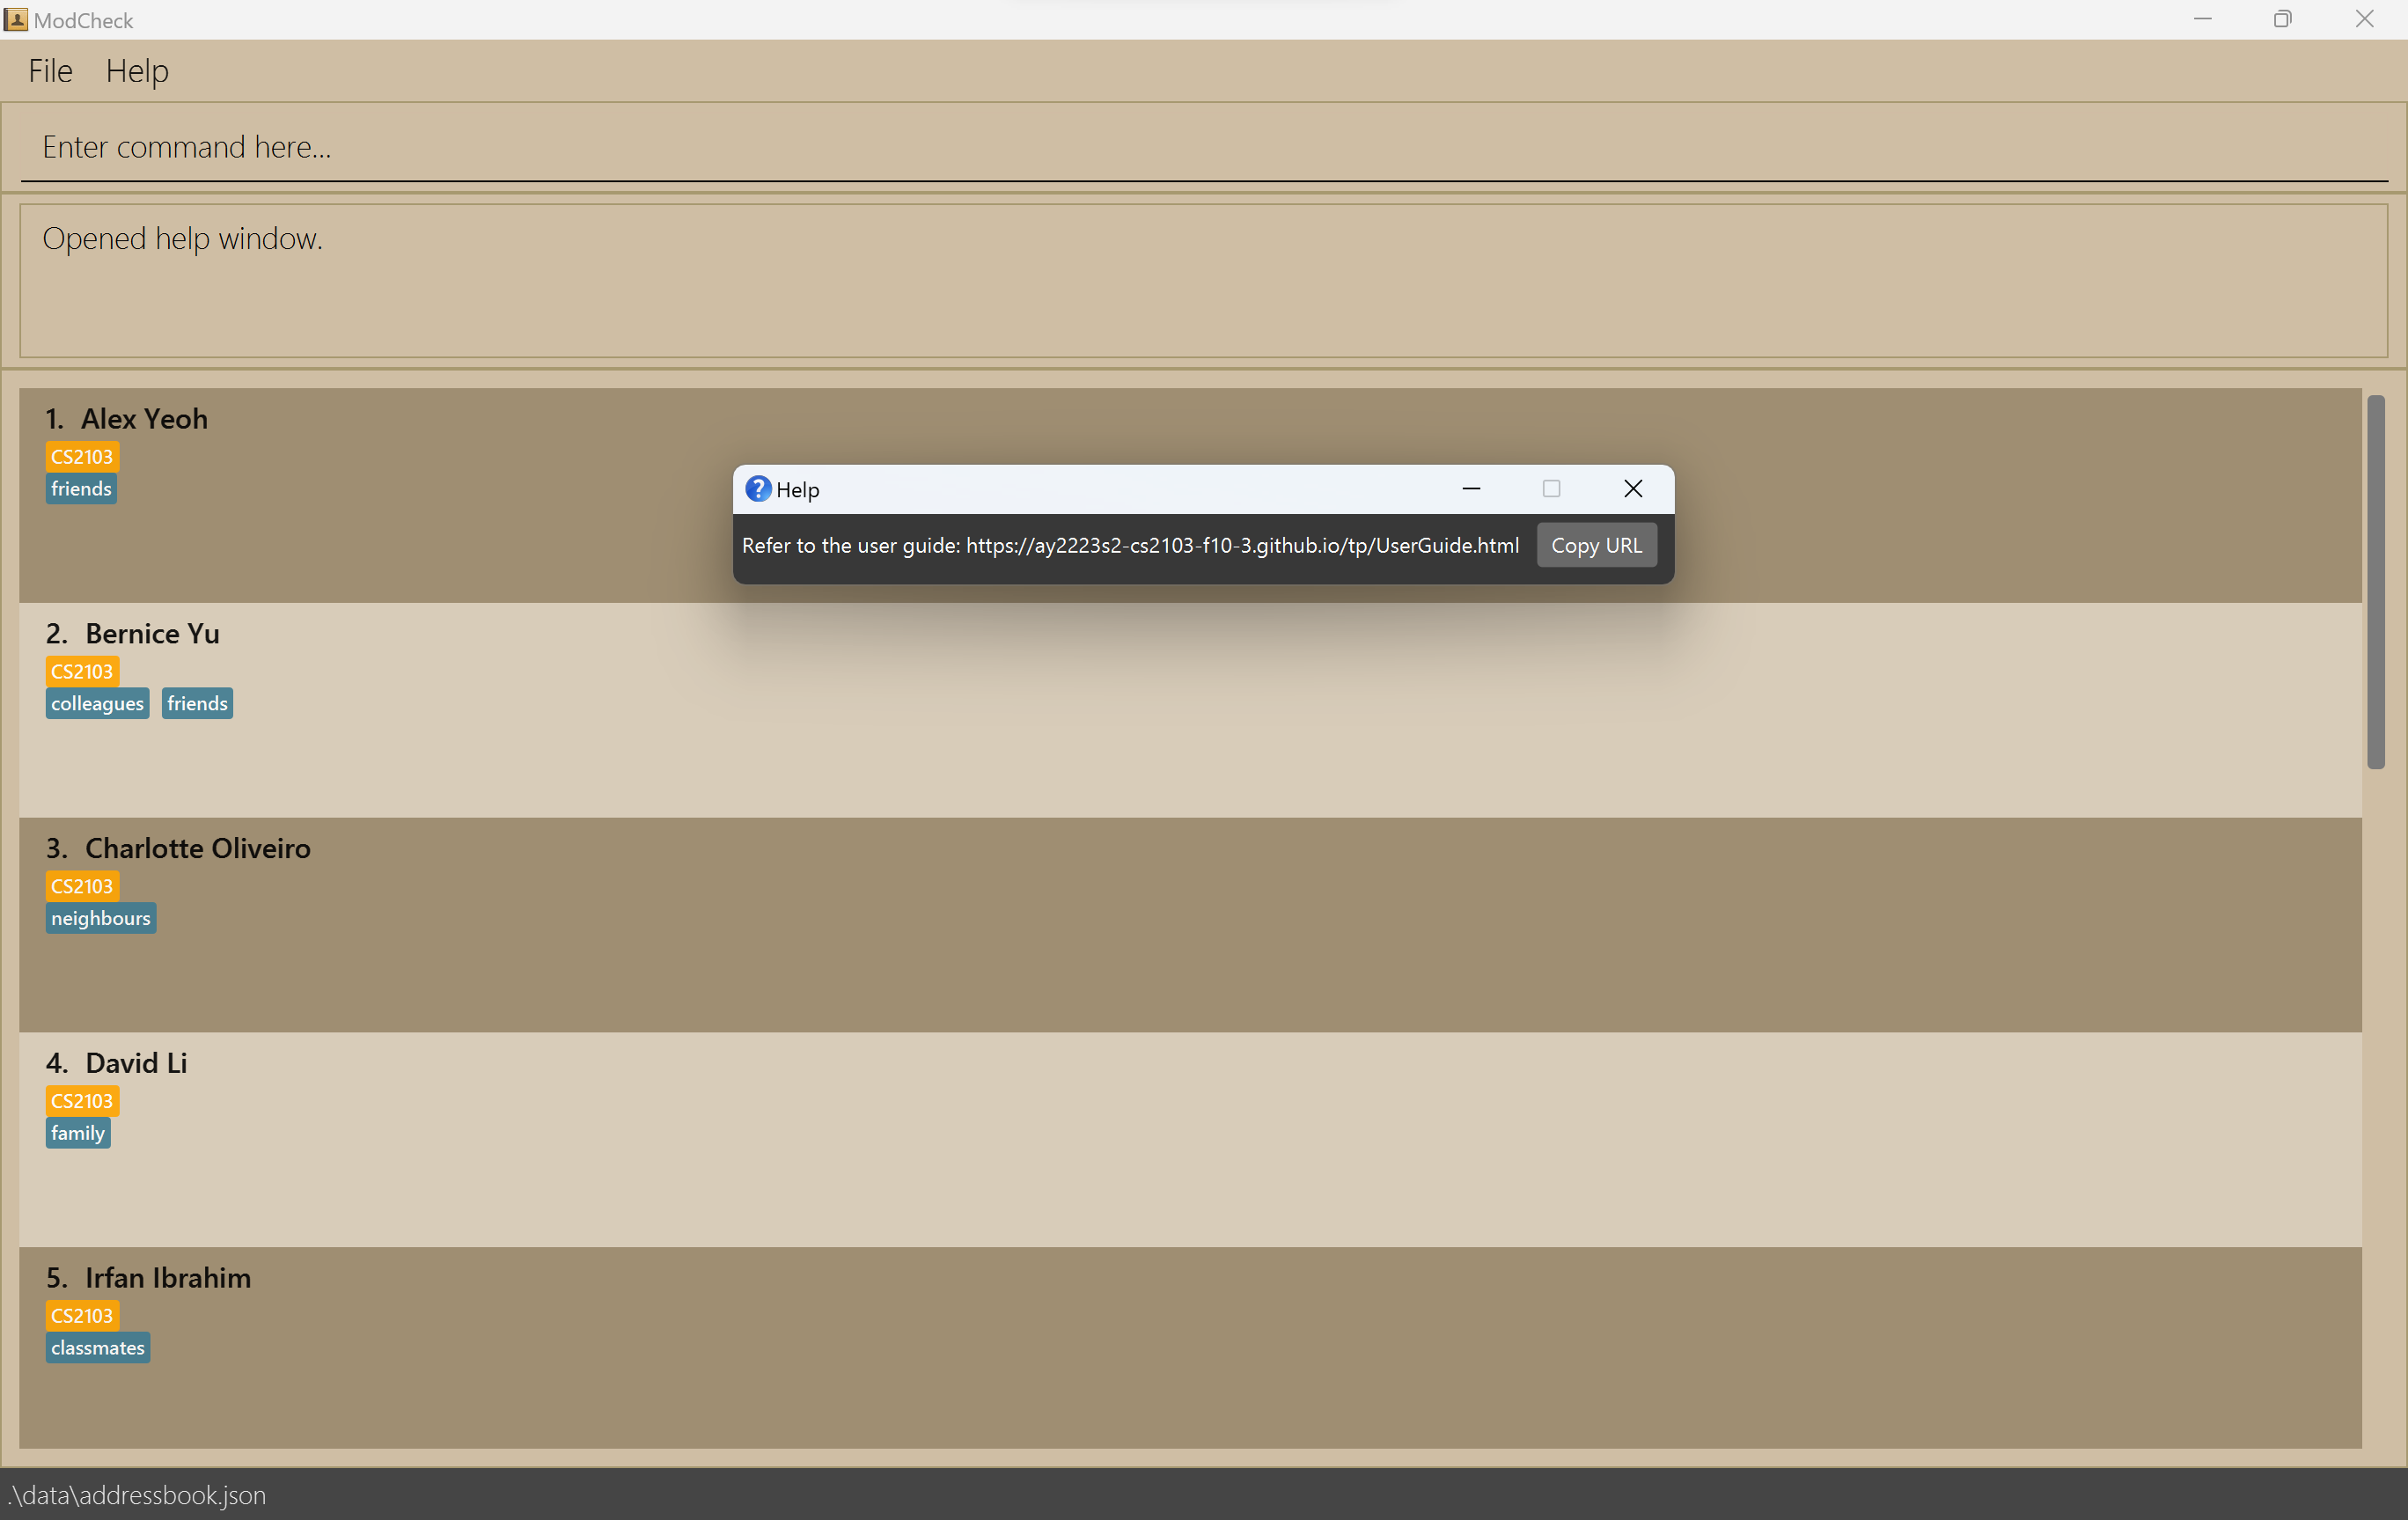 ModCheck
File Help
Enter command here...
Opened help window.
1. Alex Yeoh
CS2103
friends
Help
Refer to the user guide: https://ay2223s2-cs2103-f10-3.github.io/tp/UserGuide.html Copy URL
2. Bernice Yu
CS2103
colleagues friends
3. Charlotte Oliveiro
CS2103
neighbours
4. David Li
CS2103
family
5. Irfan Ibrahim
CS2103
classmates
.\data\addressbook.json